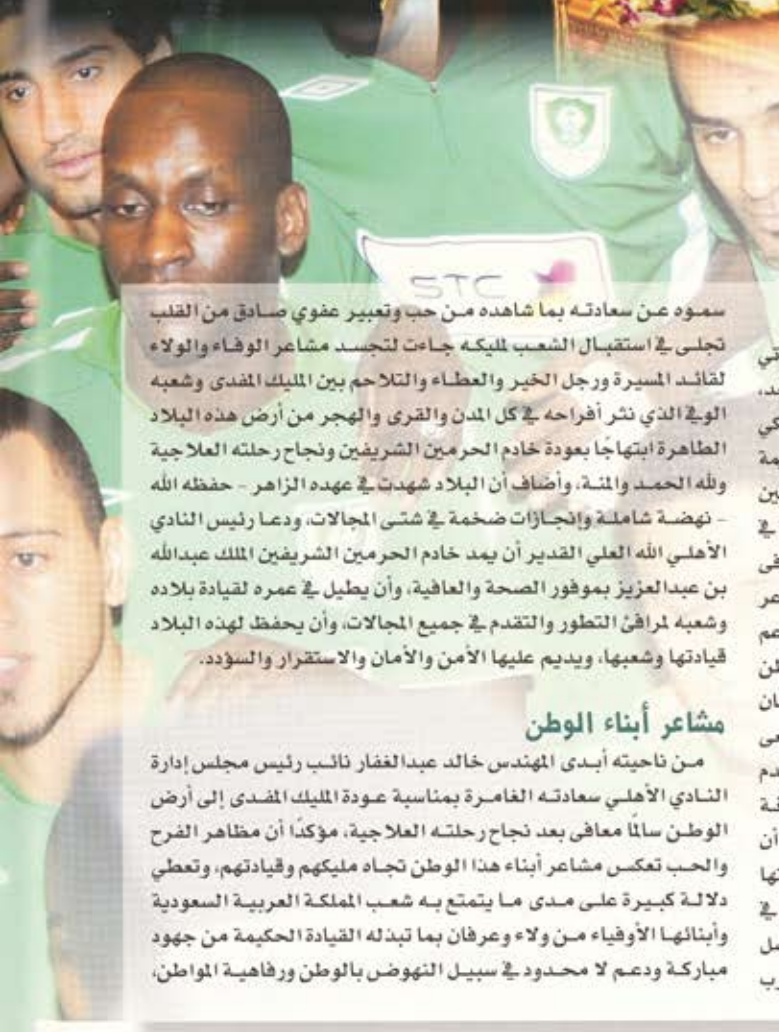 STC
سموه عن سعادته بما شاهده من حب وتعبير عفوي صادق من القلب
تجلى في استقبال الشعب لمليكه جاءت لتجسد مشاعر الوفاء والولاء
لقائد المسيرة ورجل الخير والعطاء والتلاحم بين المليك المفدى وشعبه
الوفي الذي نثر أفراحه في كل المدن والقرى والهجر من أرض هذه البلاد
الطاهرة ابتهاجًا بعودة خادم الحرمين الشريفين ونجاح رحلته العلاجية
ولله الحمد والمنة، وأضاف أن البلاد شهدت في عهده الزاهر - حفظه الله
- نهضة شاملة وإنجازات ضخمة في شتى المجالات، ودعا رئيس النادي
الأهلي الله العلي القدير أن يمد خادم الحرمين الشريفين الملك عبدالله
بن عبدالعزيز بموفور الصحة والعافية، وأن يطيل في عمره لقيادة بلاده
وشعبه لمرافئ التطور والتقدم في جميع المجالات، وأن يحفظ لهذه البلاد
قيادتها وشعبها، ويديم عليها الأمن والأمان والاستقرار والسؤدد.
مشاعر أبناء الوطن
من ناحيته أبدى المهندس خالد عبدالغفار نائب رئيس مجلس إدارة
النادي الأهلي سعادته الغامرة بمناسبة عودة المليك المفدى إلى أرض
الوطن سالمًا معافى بعد نجاح رحلته العلاجية، مؤكدًا أن مظاهر الفرح
والحب تعكس مشاعر أبناء هذا الوطن تجاه مليكهم وقيادتهم، وتعطي
دلالة كبيرة على مدى ما يتمتع به شعب المملكة العربية السعودية
وأبنائها الأوفياء من ولاء وعرفان بما تبذله القيادة الحكيمة من جهود
مباركة ودعم لا محدود في سبيل النهوض بالوطن ورفاهية المواطن،